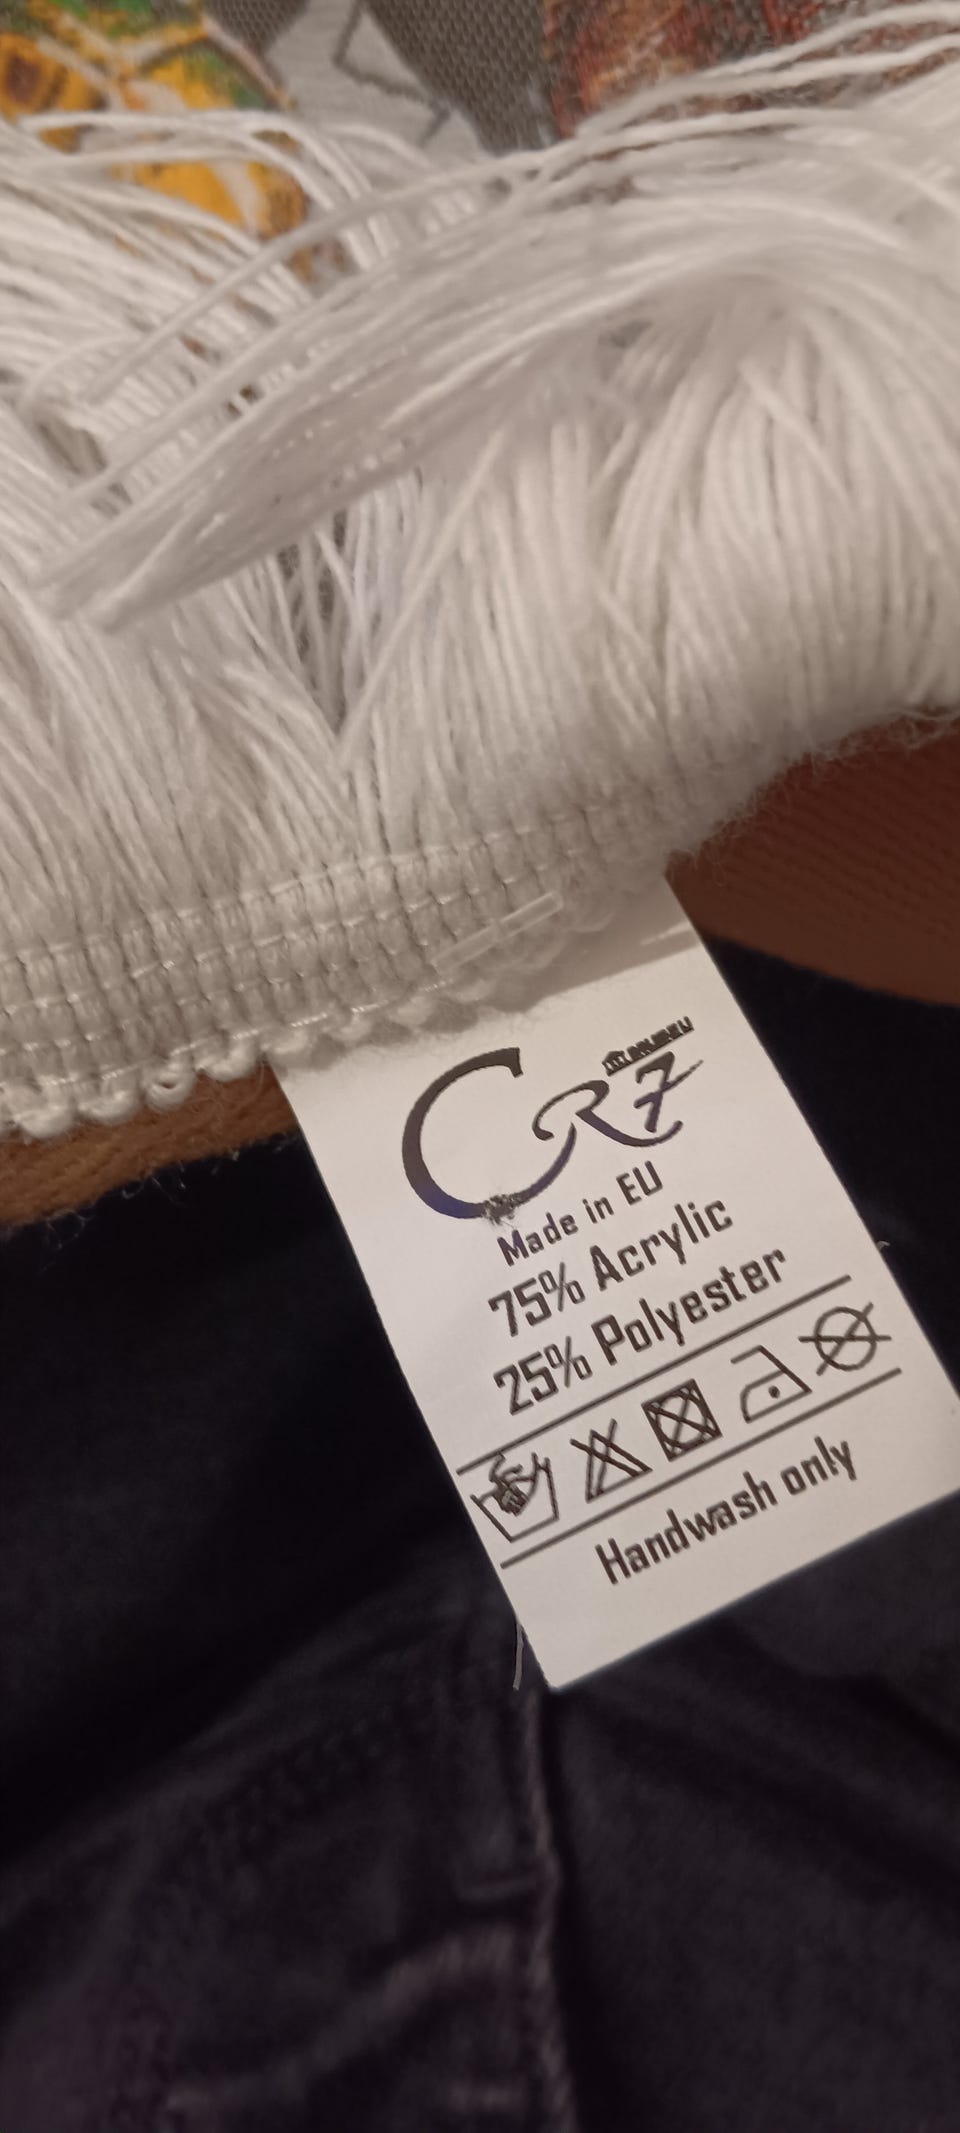 CR7
Made in EU
75% Acrylic
25% Polyester
Handwash only